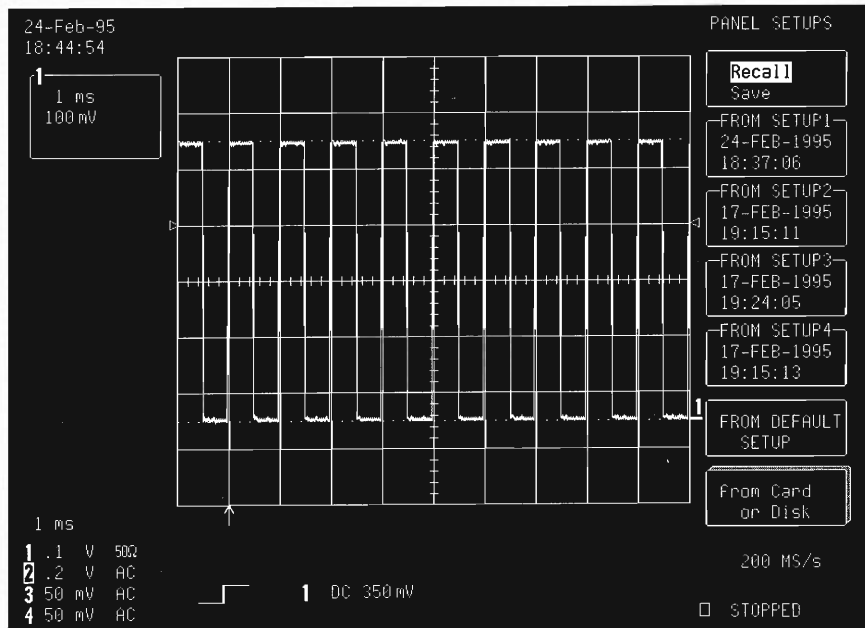 24-Feb-95
18:44:54
1
1 ms
100 mV
PANEL SETUPS
Recall
Save
FROM SETUP1
24-FEB-1995
18:37:06
FROM SETUP2
17-FEB-1995
19:15:11
FROM SETUP3
17-FEB-1995
19:24:05
FROM SETUP4
17-FEB-1995
19:15:13
1
FROM DEFAULT
SETUP
From Card
or Disk
1 ms
1 .1 V 50Ω
2 .2 V AC
3 50 mV AC
4 50 mV AC
1 DC 350 mV
200 MS/s
STOPPED